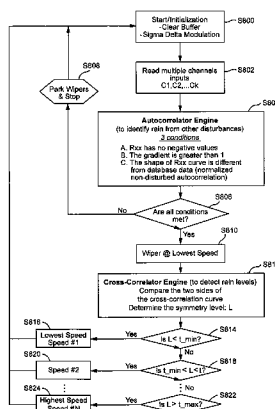 S800
Start/Initialization
-Clear Buffer
-Sigma Delta Modulation
S808
Park Wipers
& Stop
S802
Read multiple channels
inputs
C1,C2,...Ck
Autocorrelator Engine
(to identify rain from other disturbances)
3 conditions
A. Rxx has no negative values
B. The gradient is greater than 1
C. The shape of Rxx curve is different
from database data (normalized
non-disturbed autocorrelation)
S806
Are all conditions
met?
No
Yes
S810
Wiper @ Lowest Speed
Cross-Correlator Engine (to detect rain levels)
Compare the two sides
of the cross-correlation curve
Determine the symmetry level: L
S816
Lowest Speed
Speed #1
Yes
S814
Is L< t_min?
No
S820
Speed #2
Yes
S818
Is t_min< L<t?
No
S824
Highest Speed
Speed #N
Yes
S822
Is L> t_max?